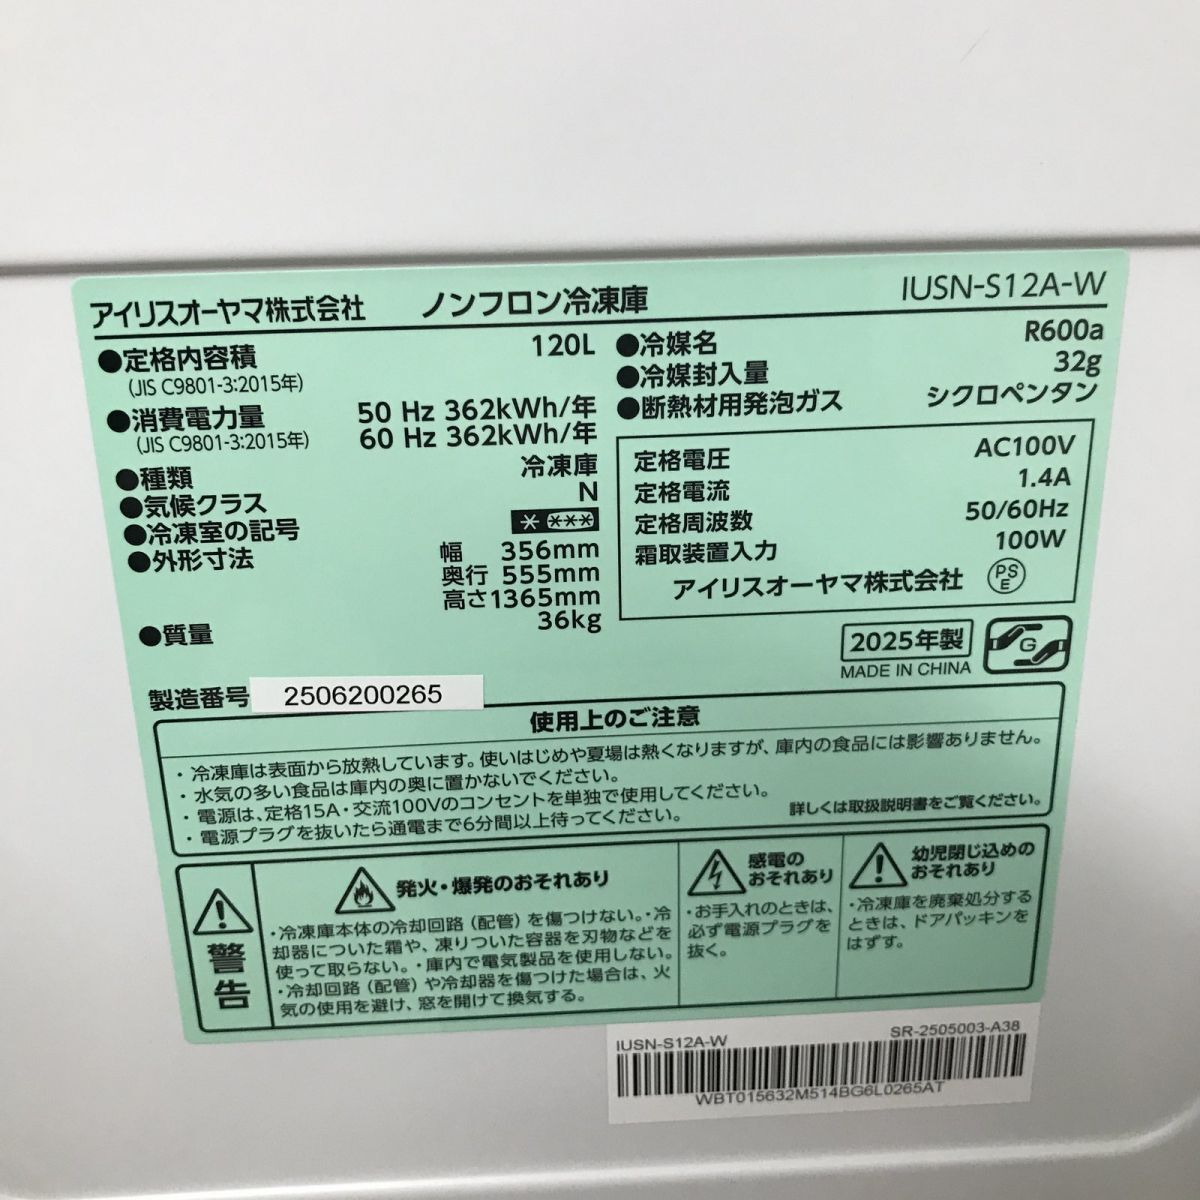 アイリスオーヤマ株式会社 ノンフロン冷凍庫 IUSN-S12A-W
●定格内容積 120L
(JIS C9801-3:2015年)
●消費電力量 50 Hz 362kWh/年
(JIS C9801-3:2015年) 60 Hz 362kWh/年
●種類 冷凍庫
●気候クラス N
●冷凍室の記号 * ***
●外形寸法 幅 356mm
奥行 555mm
高さ1365mm
●質量 36kg
●冷媒名 R600a
●冷媒封入量 32g
●断熱材用発泡ガス シクロペンタン
定格電圧 AC100V
定格電流 1.4A
定格周波数 50/60Hz
霜取装置入力 100W
アイリスオーヤマ株式会社 PSE
2025年製 G
MADE IN CHINA
製造番号 2506200265
使用上のご注意
・冷凍庫は表面から放熱しています。使いはじめや夏場は熱くなりますが、庫内の食品には影響ありません。
・水気の多い食品は庫内の奥に置かないでください。
・電源は、定格15A・交流100Vのコンセントを単独で使用してください。
・電源プラグを抜いたら通電まで6分間以上待ってください。 詳しくは取扱説明書をご覧ください。
警告
発火・爆発のおそれあり
・冷凍庫本体の冷却回路（配管）を傷つけない。・冷
却器についた霜や、凍りついた容器を刃物などを
使って取らない。・庫内で電気製品を使用しない。
・冷却回路（配管）や冷却器を傷つけた場合は、火
気の使用を避け、窓を開けて換気する。
感電の
おそれあり
・お手入れのときは、
必ず電源プラグを
抜く。
幼児閉じ込めの
おそれあり
・冷凍庫を廃棄処分する
ときは、ドアパッキンを
はずす。
IUSN-S12A-W SR-2505003-A38
WBT015632M514BG6L0265AT